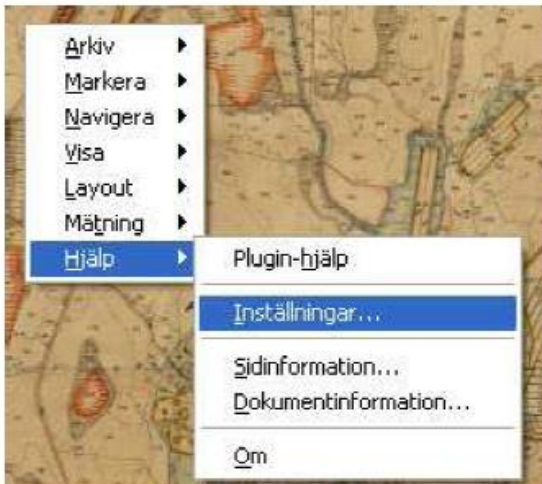 Arkiv
Markera
Navigera
Visa
Layout
Mätning
Hjälp
Plugin-hjälp
Inställningar...
Sidinformation...
Dokumentinformation...
Om